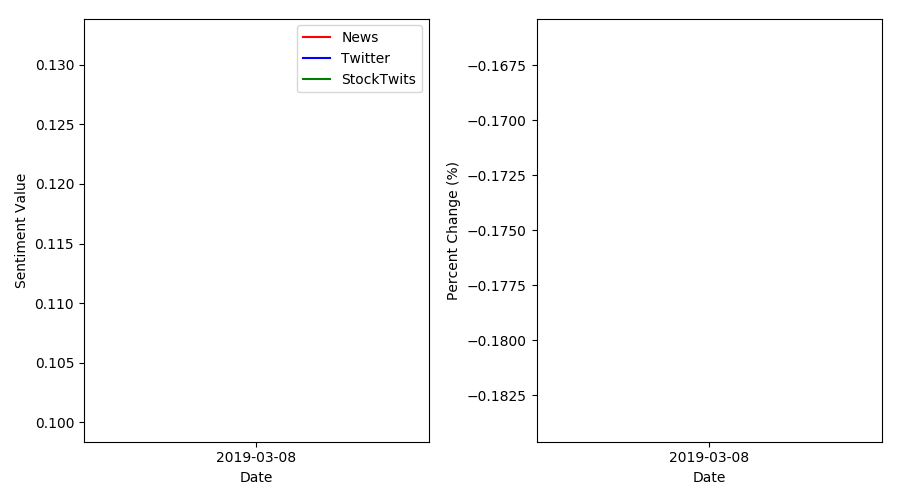 News
Twitter
StockTwits
0.130
0.125
0.120
0.115
0.110
0.105
0.100
Sentiment Value
2019-03-08
Date
−0.1675
−0.1700
−0.1725
−0.1750
−0.1775
−0.1800
−0.1825
Percent Change (%)
2019-03-08
Date